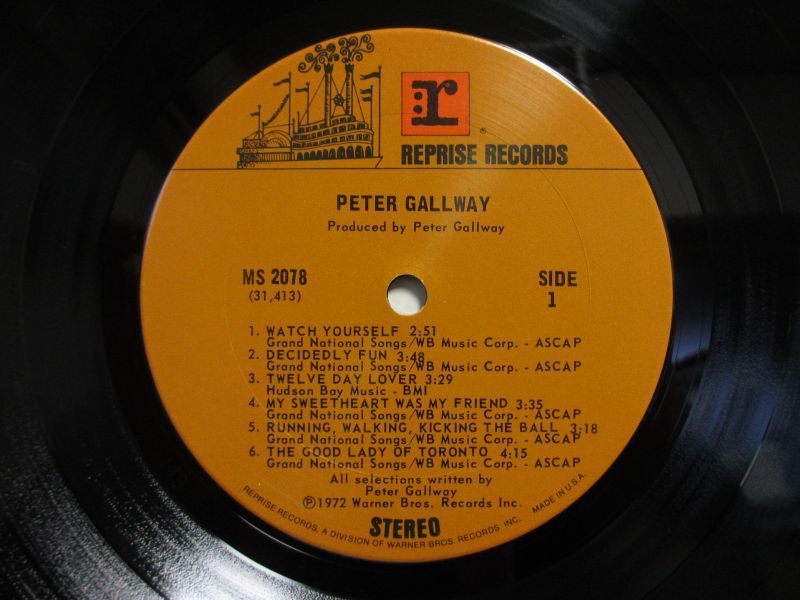 r
®
REPRISE RECORDS
PETER GALLWAY
Produced by Peter Gallway
MS 2078
(31,413)
SIDE
1
1. WATCH YOURSELF 2:51
Grand National Songs/WB Music Corp. - ASCAP
2. DECIDEDLY FUN 3:48
Grand National Songs/WB Music Corp. - ASCAP
3. TWELVE DAY LOVER 3:29
Hudson Bay Music - BMI
4. MY SWEETHEART WAS MY FRIEND 3:35
Grand National Songs/WB Music Corp. - ASCAP
5. RUNNING, WALKING, KICKING THE BALL 3:18
Grand National Songs/WB Music Corp. - ASCAP
6. THE GOOD LADY OF TORONTO 4:15
Grand National Songs/WB Music Corp. - ASCAP
All selections written by
Peter Gallway
℗1972 Warner Bros. Records Inc.
STEREO
REPRISE RECORDS, A DIVISION OF WARNER BROS. RECORDS, INC. MADE IN U.S.A.